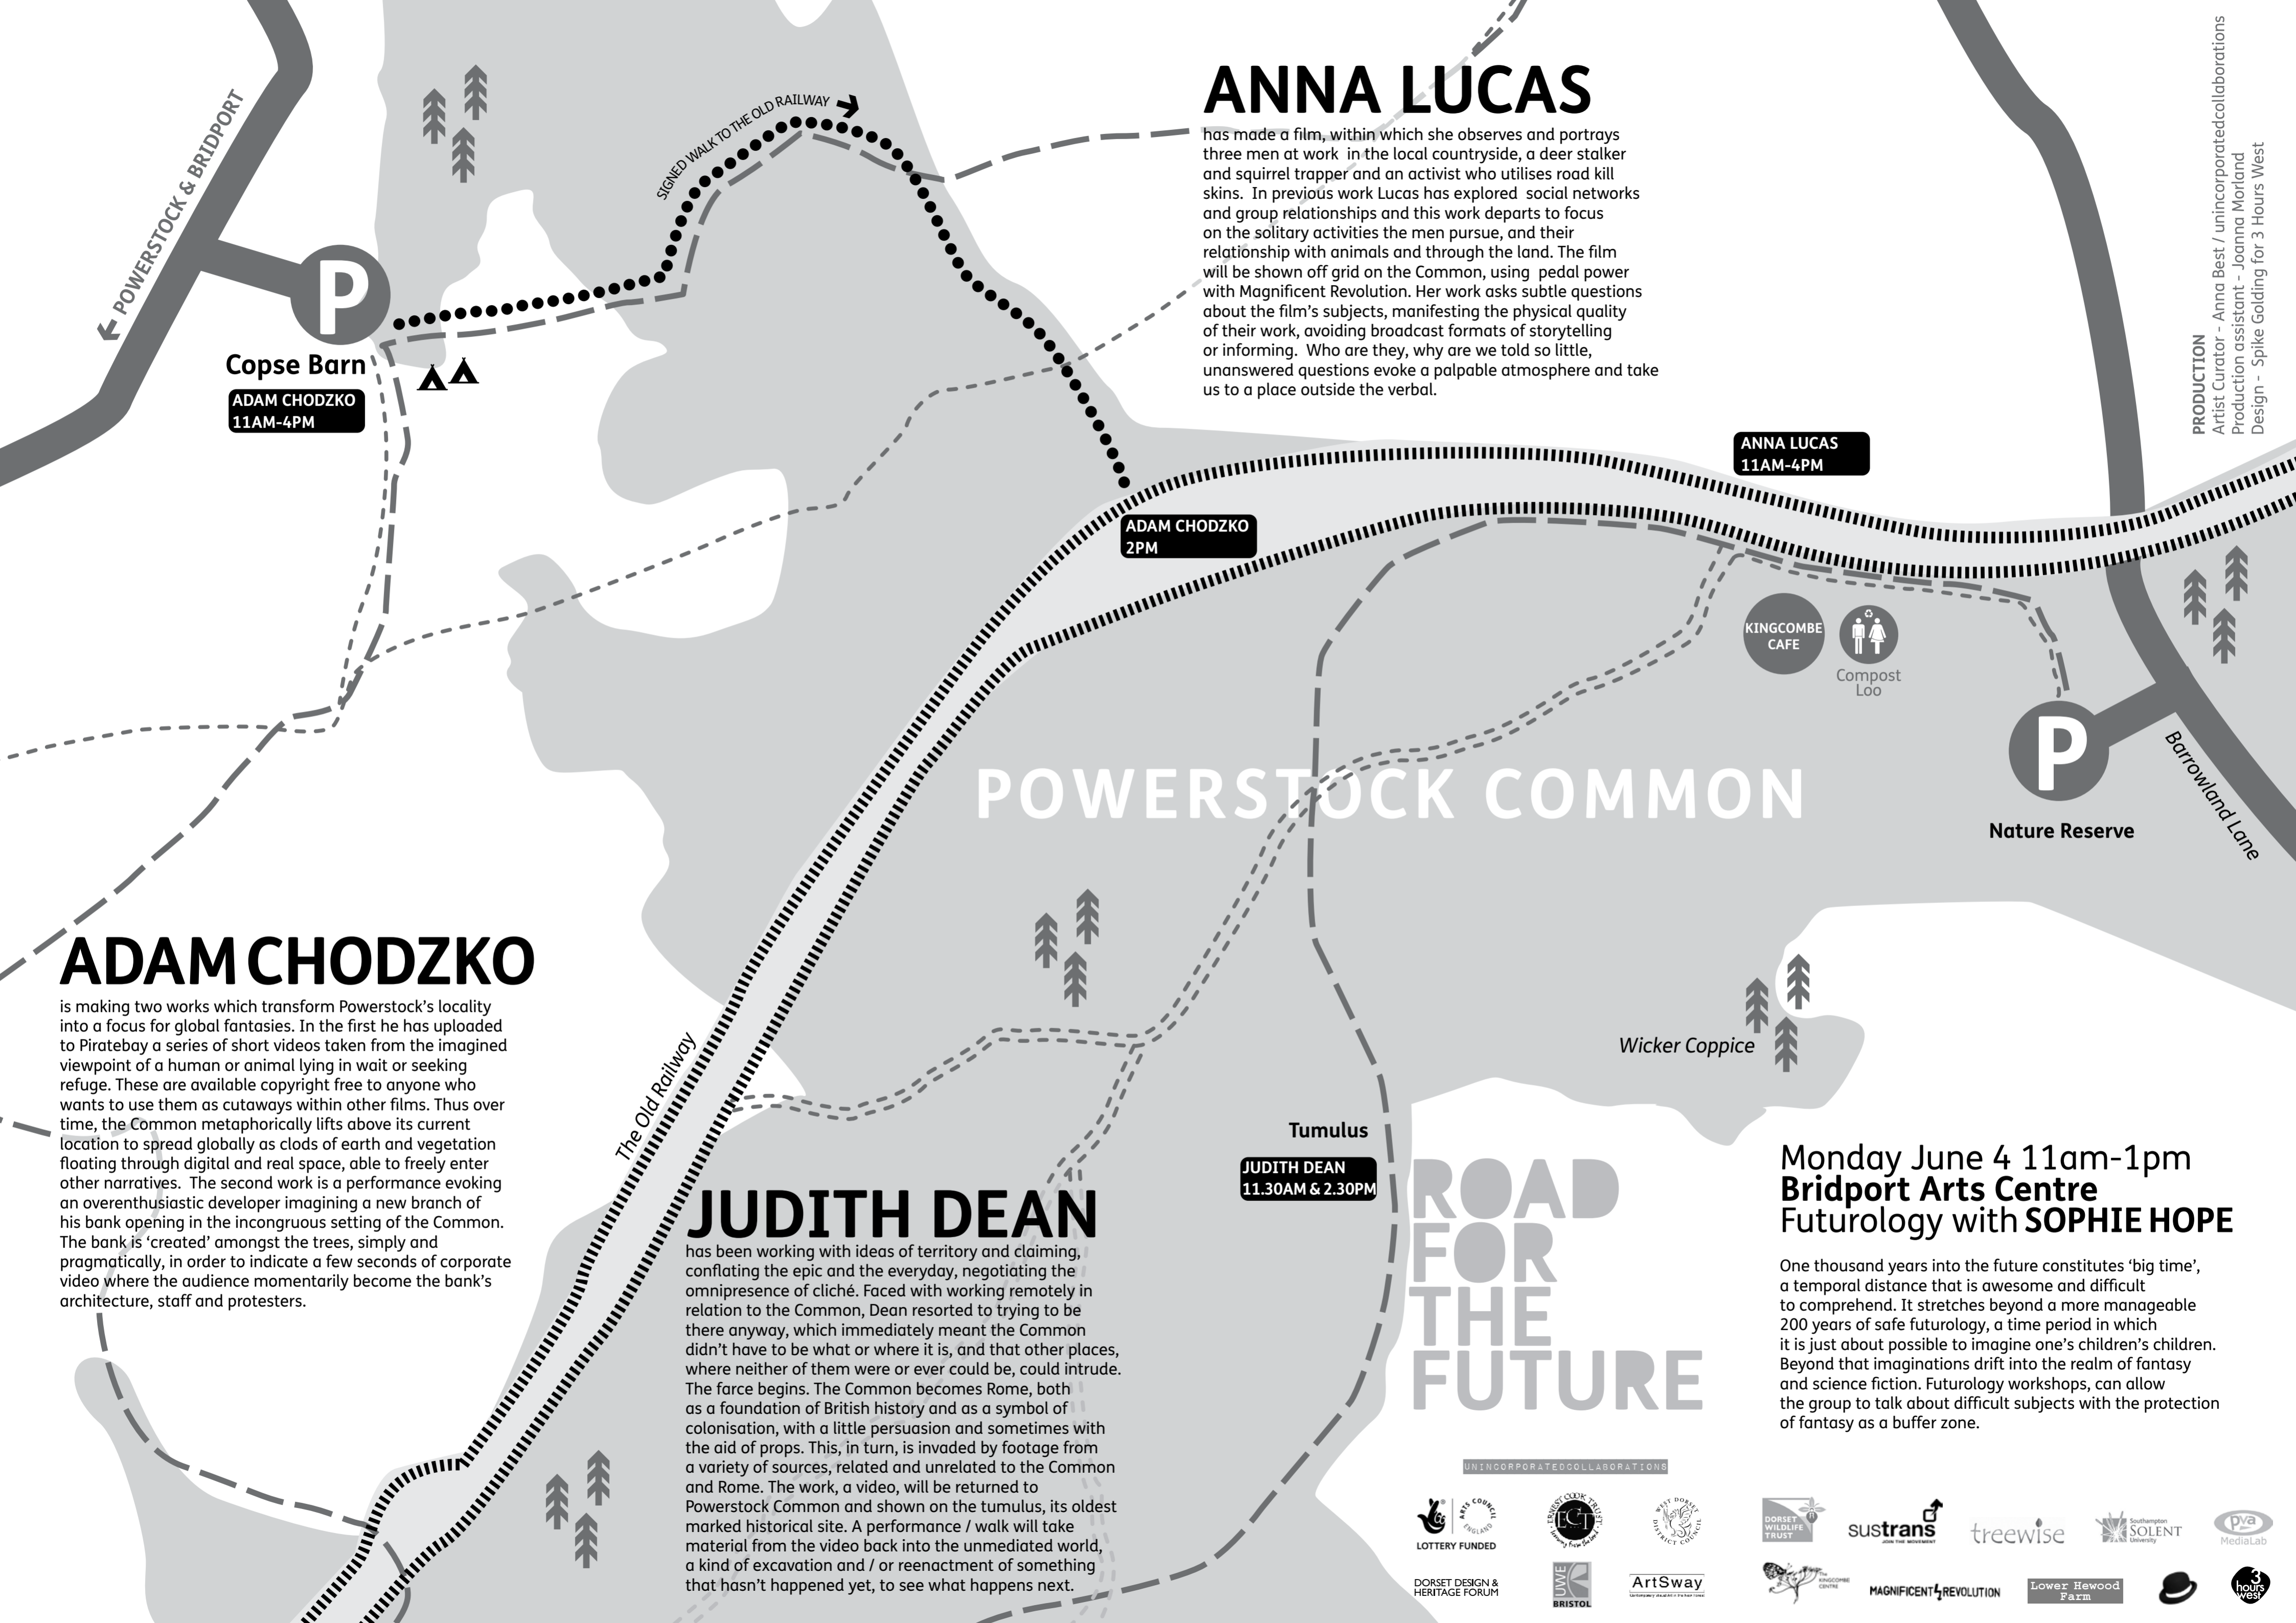 POWERSTOCK & BRIDPORT
SIGNED WALK TO THE OLD RAILWAY
P
Copse Barn
ADAM CHODZKO
11AM-4PM
ANNA LUCAS
has made a film, within which she observes and portrays
three men at work  in the local countryside, a deer stalker
and squirrel trapper and an activist who utilises road kill
skins.  In previous work Lucas has explored  social networks
and group relationships and this work departs to focus
on the solitary activities the men pursue, and their
relationship with animals and through the land. The film
will be shown off grid on the Common, using  pedal power
with Magnificent Revolution. Her work asks subtle questions
about the film’s subjects, manifesting the physical quality
of their work, avoiding broadcast formats of storytelling
or informing.  Who are they, why are we told so little,
unanswered questions evoke a palpable atmosphere and take
us to a place outside the verbal.
PRODUCTION
Artist Curator - Anna Best / unincorporatedcollaborations
Production assistant - Joanna Morland
Design -  Spike Golding for 3 Hours West
ANNA LUCAS
11AM-4PM
ADAM CHODZKO
2PM
KINGCOMBE
CAFE
Compost
Loo
P
Nature Reserve
Barrowland Lane
POWERSTOCK COMMON
Wicker Coppice
The Old Railway
Tumulus
JUDITH DEAN
11.30AM & 2.30PM
ADAM CHODZKO
is making two works which transform Powerstock’s locality
into a focus for global fantasies. In the first he has uploaded
to Piratebay a series of short videos taken from the imagined
viewpoint of a human or animal lying in wait or seeking
refuge. These are available copyright free to anyone who
wants to use them as cutaways within other films. Thus over
time, the Common metaphorically lifts above its current
location to spread globally as clods of earth and vegetation
floating through digital and real space, able to freely enter
other narratives.  The second work is a performance evoking
an overenthusiastic developer imagining a new branch of
his bank opening in the incongruous setting of the Common.
The bank is ‘created’ amongst the trees, simply and
pragmatically, in order to indicate a few seconds of corporate
video where the audience momentarily become the bank’s
architecture, staff and protesters.
JUDITH DEAN
has been working with ideas of territory and claiming,
conflating the epic and the everyday, negotiating the
omnipresence of cliché. Faced with working remotely in
relation to the Common, Dean resorted to trying to be
there anyway, which immediately meant the Common
didn’t have to be what or where it is, and that other places,
where neither of them were or ever could be, could intrude.
The farce begins. The Common becomes Rome, both
as a foundation of British history and as a symbol of
colonisation, with a little persuasion and sometimes with
the aid of props. This, in turn, is invaded by footage from
a variety of sources, related and unrelated to the Common
and Rome. The work, a video, will be returned to
Powerstock Common and shown on the tumulus, its oldest
marked historical site. A performance / walk will take
material from the video back into the unmediated world,
a kind of excavation and / or reenactment of something
that hasn’t happened yet, to see what happens next.
ROAD
FOR
THE
FUTURE
Monday June 4 11am-1pm
Bridport Arts Centre
Futurology with SOPHIE HOPE
One thousand years into the future constitutes ‘big time’,
a temporal distance that is awesome and difficult
to comprehend. It stretches beyond a more manageable
200 years of safe futurology, a time period in which
it is just about possible to imagine one’s children’s children.
Beyond that imaginations drift into the realm of fantasy
and science fiction. Futurology workshops, can allow
the group to talk about difficult subjects with the protection
of fantasy as a buffer zone.
UNINCORPORATEDCOLLABORATIONS
ARTS COUNCIL
ENGLAND
LOTTERY FUNDED
ERNEST COOK TRUST
ECT
WEST DORSET
DISTRICT COUNCIL
DORSET
WILDLIFE
TRUST
sustrans
JOIN THE MOVEMENT
treewise
Southampton
SOLENT
University
pva
MediaLab
DORSET DESIGN &
HERITAGE FORUM
UWE
BRISTOL
ArtSway
The
KINGCOMBE
CENTRE
MAGNIFICENT REVOLUTION
Lower Hewood
Farm
3
hours
west